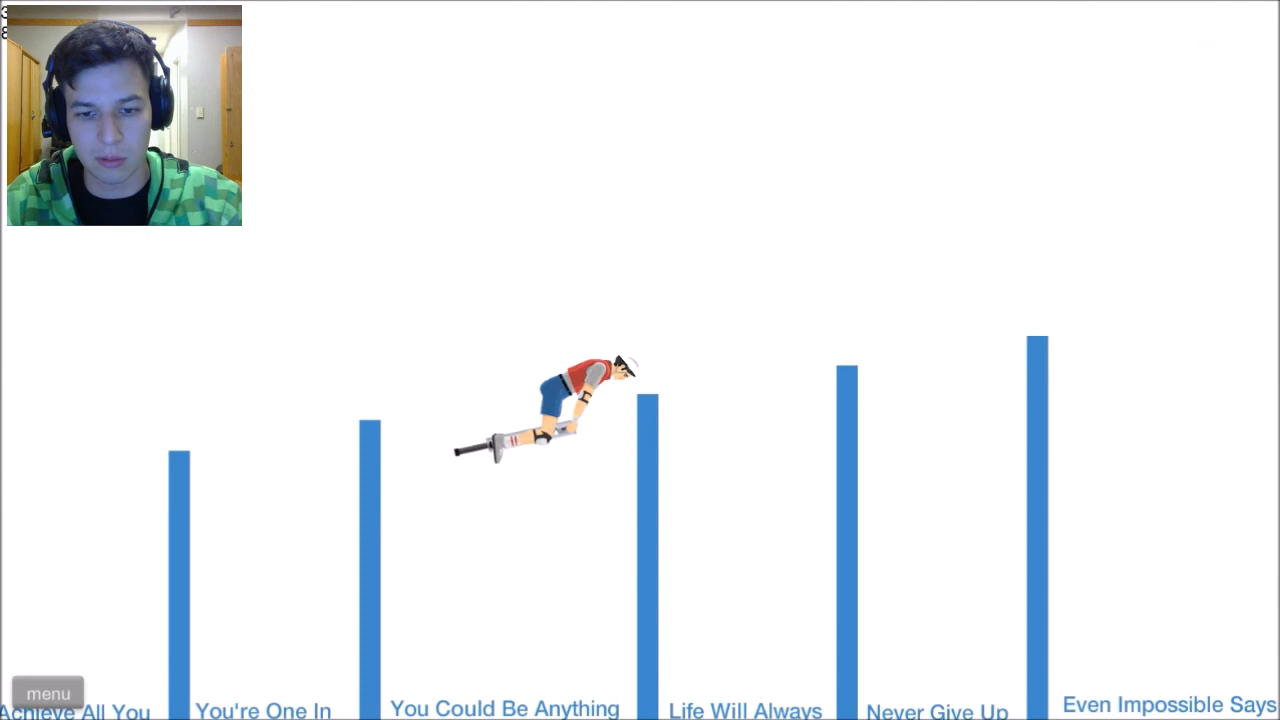 menu
Achieve All You
You're One In
You Could Be Anything
Life Will Always
Never Give Up
Even Impossible Says